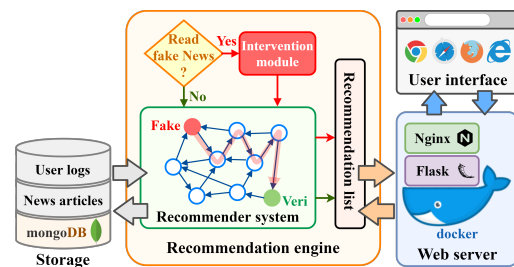 Read
fake News
?
Yes
No
Intervention
module
Fake
Veri
Recommender system
Recommendation engine
Recommendation list
User logs
News articles
mongoDB
Storage
User interface
Nginx
Flask
docker
Web server